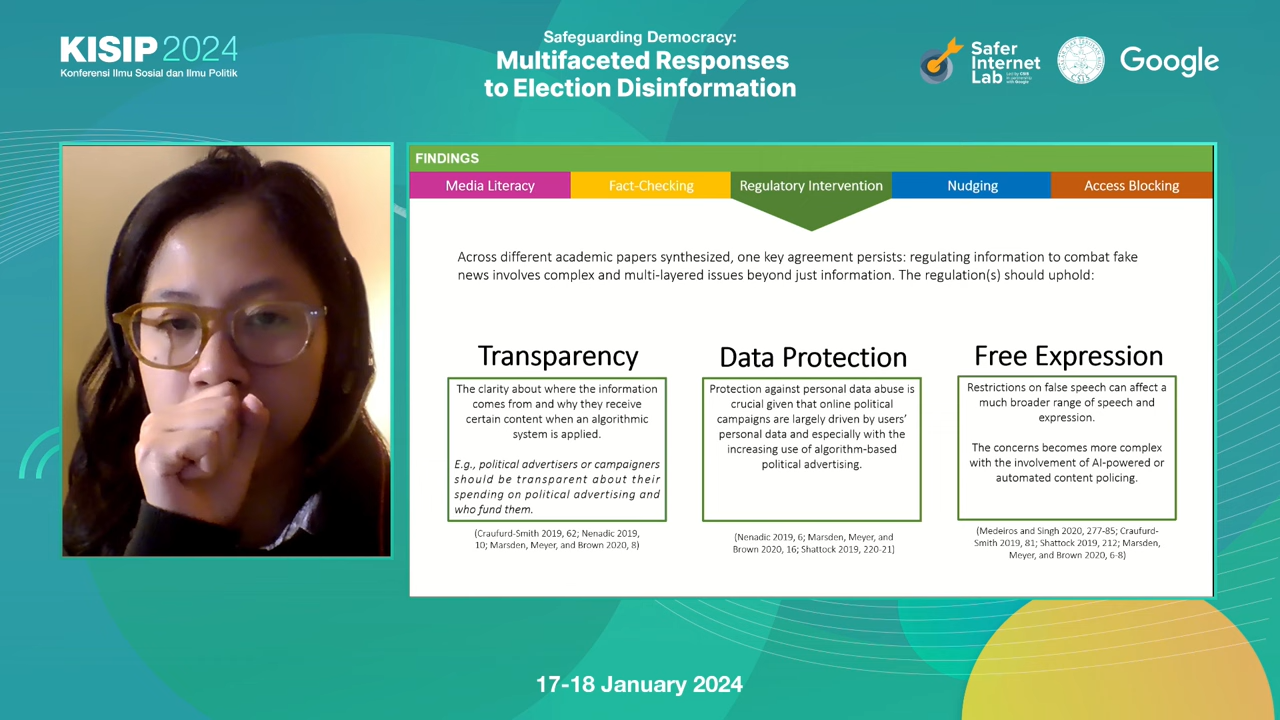 KISIP 2024
Konferensi Ilmu Sosial dan Ilmu Politik
Safeguarding Democracy:
Multifaceted Responses
to Election Disinformation
Safer
Internet
Lab
Led by CSIS
in partnership
with Google
CSIS
Google
FINDINGS
Media Literacy
Fact-Checking
Regulatory Intervention
Nudging
Access Blocking
Across different academic papers synthesized, one key agreement persists: regulating information to combat fake
news involves complex and multi-layered issues beyond just information. The regulation(s) should uphold:
Transparency
The clarity about where the information
comes from and why they receive
certain content when an algorithmic
system is applied.
E.g., political advertisers or campaigners
should be transparent about their
spending on political advertising and
who fund them.
(Craufurd-Smith 2019, 62; Nenadic 2019,
10; Marsden, Meyer, and Brown 2020, 8)
Data Protection
Protection against personal data abuse is
crucial given that online political
campaigns are largely driven by users'
personal data and especially with the
increasing use of algorithm-based
political advertising.
(Nenadic 2019, 6; Marsden, Meyer, and
Brown 2020, 16; Shattock 2019, 220-21)
Free Expression
Restrictions on false speech can affect a
much broader range of speech and
expression.
The concerns becomes more complex
with the involvement of AI-powered or
automated content policing.
(Medeiros and Singh 2020, 277-85; Craufurd-
Smith 2019, 81; Shattock 2019, 212; Marsden,
Meyer, and Brown 2020, 6-8)
17-18 January 2024